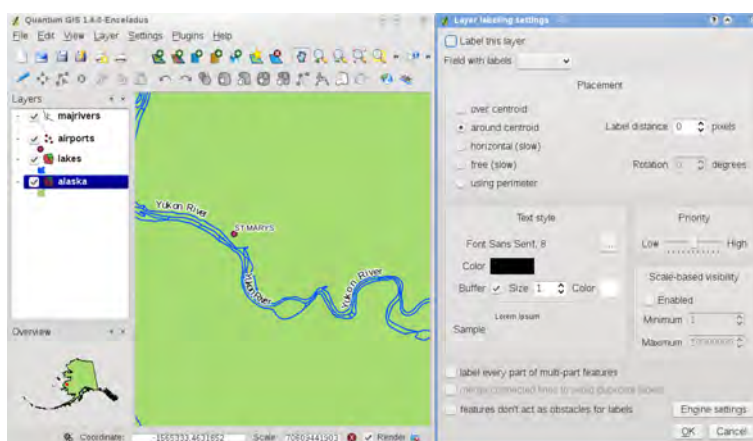 Quantum GIS 1.4.0-Enceladus
File Edit View Layer Settings Plugins Help
Layers
majrivers
airports
lakes
alaska
Yukon River
ST.MARYS
Yukon River
Yukon River
Overview
Coordinate:
Scale
Render
Layer labeling settings
Label this layer
Field with labels
Placement
over centroid
around centroid
Label distance 0 pixels
horizontal (slow)
free (slow)
Rotation 0 degrees
using perimeter
Text style
Font Sans Serif, 8
...
Color
Buffer Size 1 Color
Lorem Ipsum
Sample
Priority
Low High
Scale-based visibility
Enabled
Minimum 1
Maximum
label every part of multi-part features
merge connected lines to avoid duplicate labels
features don't act as obstacles for labels
Engine settings
OK Cancel